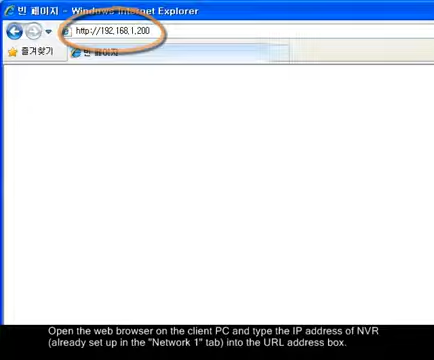 빈 페이지 - Windows Internet Explorer
http://192,168,1,200
즐겨찾기
빈 페이지
Open the web browser on the client PC and type the IP address of NVR
(already set up in the "Network 1" tab) into the URL address box.